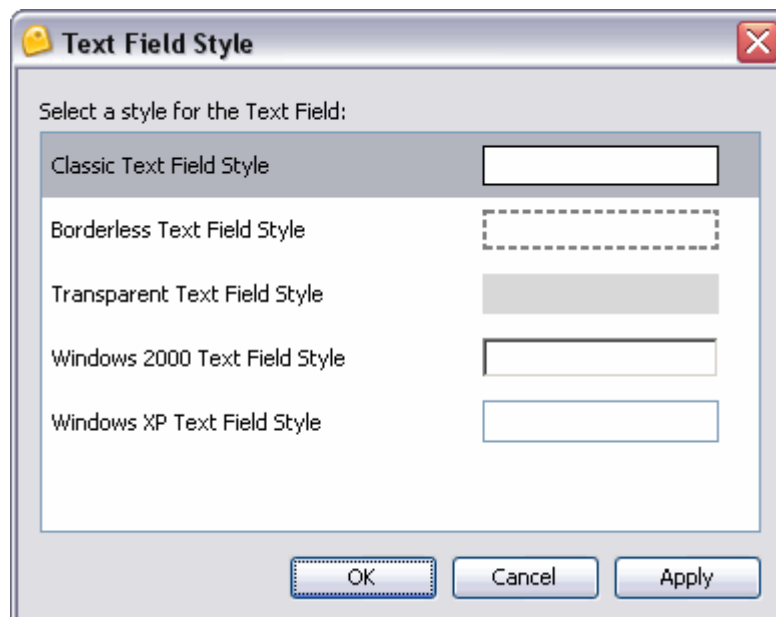 Text Field Style
Select a style for the Text Field:
Classic Text Field Style
Borderless Text Field Style
Transparent Text Field Style
Windows 2000 Text Field Style
Windows XP Text Field Style
OK Cancel Apply